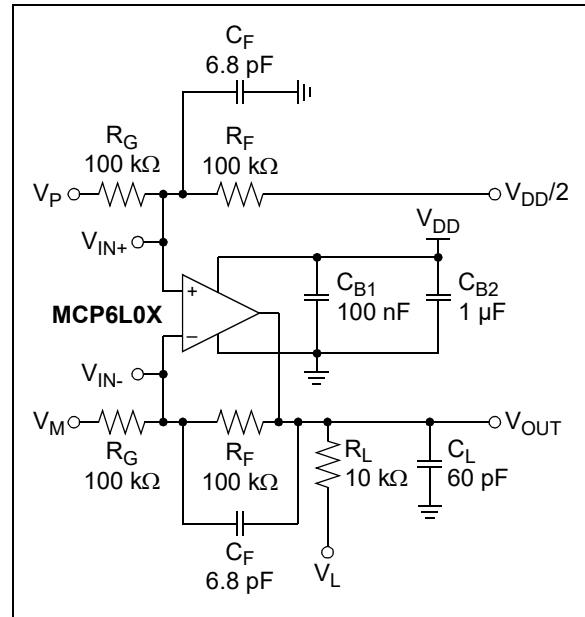 C_F
6.8 pF
R_G
100 kΩ
R_F
100 kΩ
V_P
V_DD/2
V_IN+
V_DD
+
MCP6L0X
–
C_B1
100 nF
C_B2
1 µF
V_IN-
V_M
V_OUT
R_G
100 kΩ
R_F
100 kΩ
R_L
10 kΩ
C_L
60 pF
C_F
6.8 pF
V_L